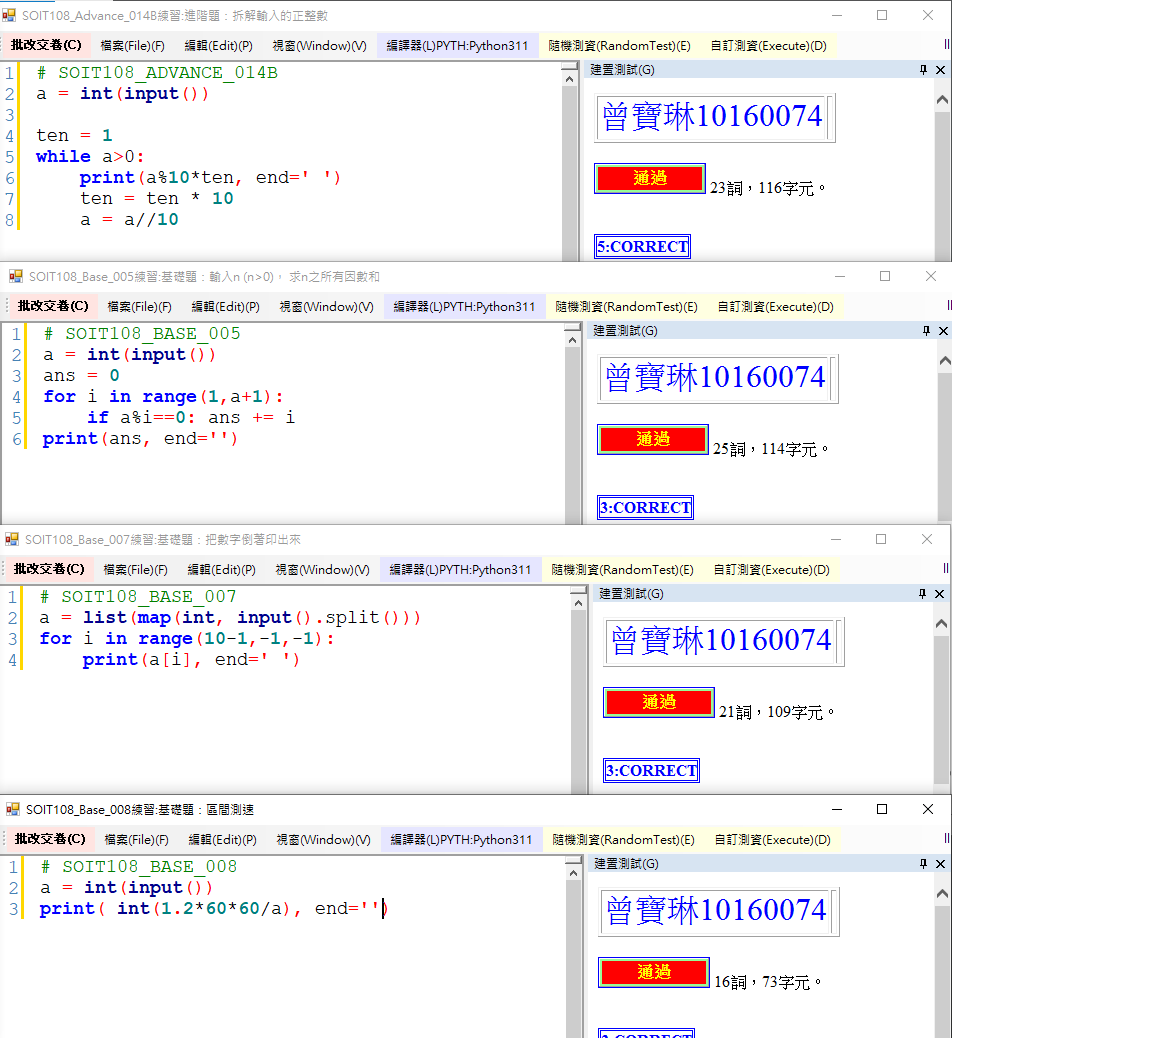 SOIT108_Advance_014B練習:進階題：拆解輸入的正整數
批改交卷(C) 檔案(File)(F) 編輯(Edit)(P) 視窗(Window)(V) 編譯器(L)PYTH:Python311 隨機測資(RandomTest)(E) 自訂測資(Execute)(D)
建置測試(G)
1 # SOIT108_ADVANCE_014B
2 a = int(input())
3
4 ten = 1
5 while a>0:
6 print(a%10*ten, end=' ')
7 ten = ten * 10
8 a = a//10
曾寶琳10160074
通過 23詞，116字元。
5:CORRECT
SOIT108_Base_005練習:基礎題：輸入n (n>0)， 求n之所有因數和
批改交卷(C) 檔案(File)(F) 編輯(Edit)(P) 視窗(Window)(V) 編譯器(L)PYTH:Python311 隨機測資(RandomTest)(E) 自訂測資(Execute)(D)
建置測試(G)
1 # SOIT108_BASE_005
2 a = int(input())
3 ans = 0
4 for i in range(1,a+1):
5 if a%i==0: ans += i
6 print(ans, end='')
曾寶琳10160074
通過 25詞，114字元。
3:CORRECT
SOIT108_Base_007練習:基礎題：把數字倒著印出來
批改交卷(C) 檔案(File)(F) 編輯(Edit)(P) 視窗(Window)(V) 編譯器(L)PYTH:Python311 隨機測資(RandomTest)(E) 自訂測資(Execute)(D)
建置測試(G)
1 # SOIT108_BASE_007
2 a = list(map(int, input().split()))
3 for i in range(10-1,-1,-1):
4 print(a[i], end=' ')
曾寶琳10160074
通過 21詞，109字元。
3:CORRECT
SOIT108_Base_008練習:基礎題：區間測速
批改交卷(C) 檔案(File)(F) 編輯(Edit)(P) 視窗(Window)(V) 編譯器(L)PYTH:Python311 隨機測資(RandomTest)(E) 自訂測資(Execute)(D)
建置測試(G)
1 # SOIT108_BASE_008
2 a = int(input())
3 print( int(1.2*60*60/a), end='')
曾寶琳10160074
通過 16詞，73字元。